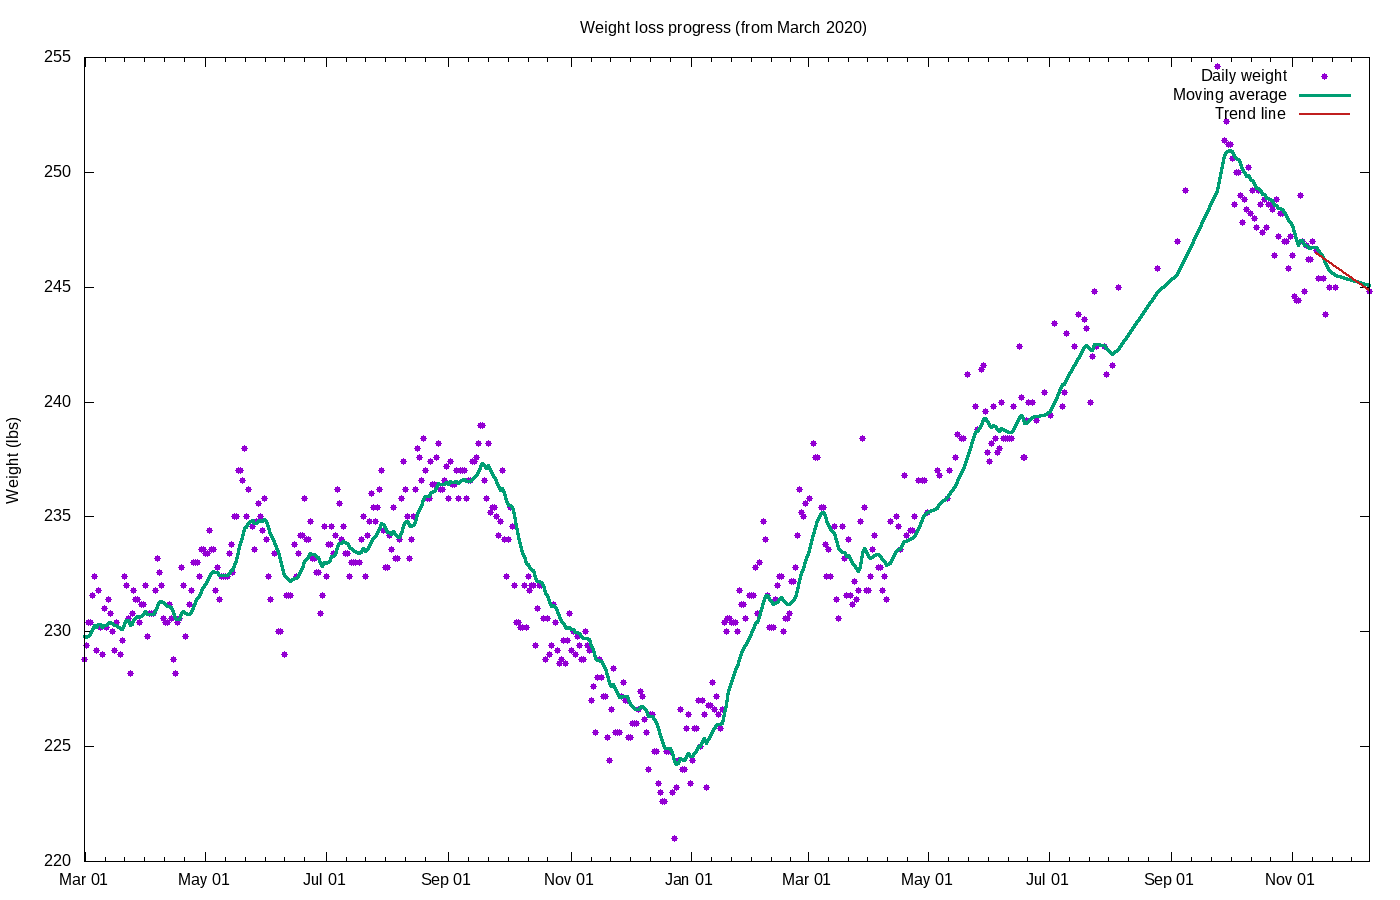 Weight loss progress (from March 2020)
255
250
245
240
235
230
225
220
Weight (lbs)
Daily weight
Moving average
Trend line
Mar 01 May 01 Jul 01 Sep 01 Nov 01 Jan 01 Mar 01 May 01 Jul 01 Sep 01 Nov 01